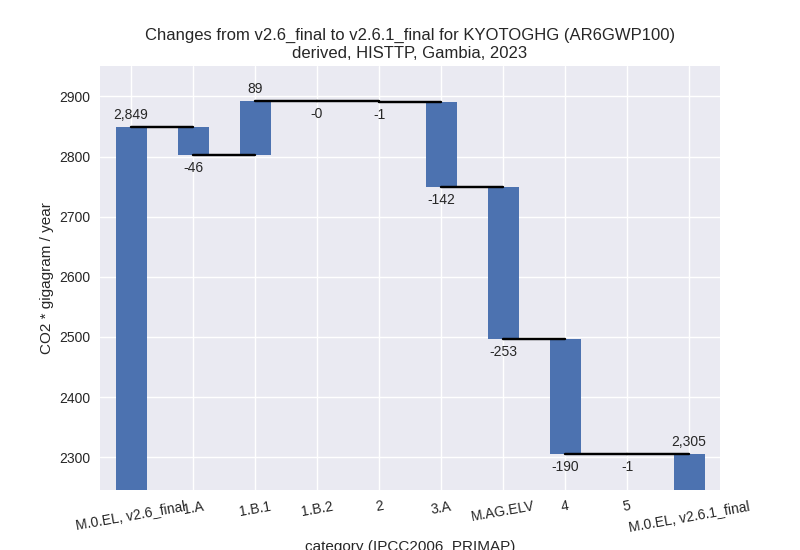 Changes from v2.6_final to v2.6.1_final for KYOTOGHG (AR6GWP100)
derived, HISTTP, Gambia, 2023
CO2 * gigagram / year
2900
2800
2700
2600
2500
2400
2300
2,849
-46
89
-0
-1
-142
-253
-190
-1
2,305
M.0.EL, v2.6_final
1.A
1.B.1
1.B.2
2
3.A
M.AG.ELV
4
5
M.0.EL, v2.6.1_final
category (IPCC2006_PRIMAP)